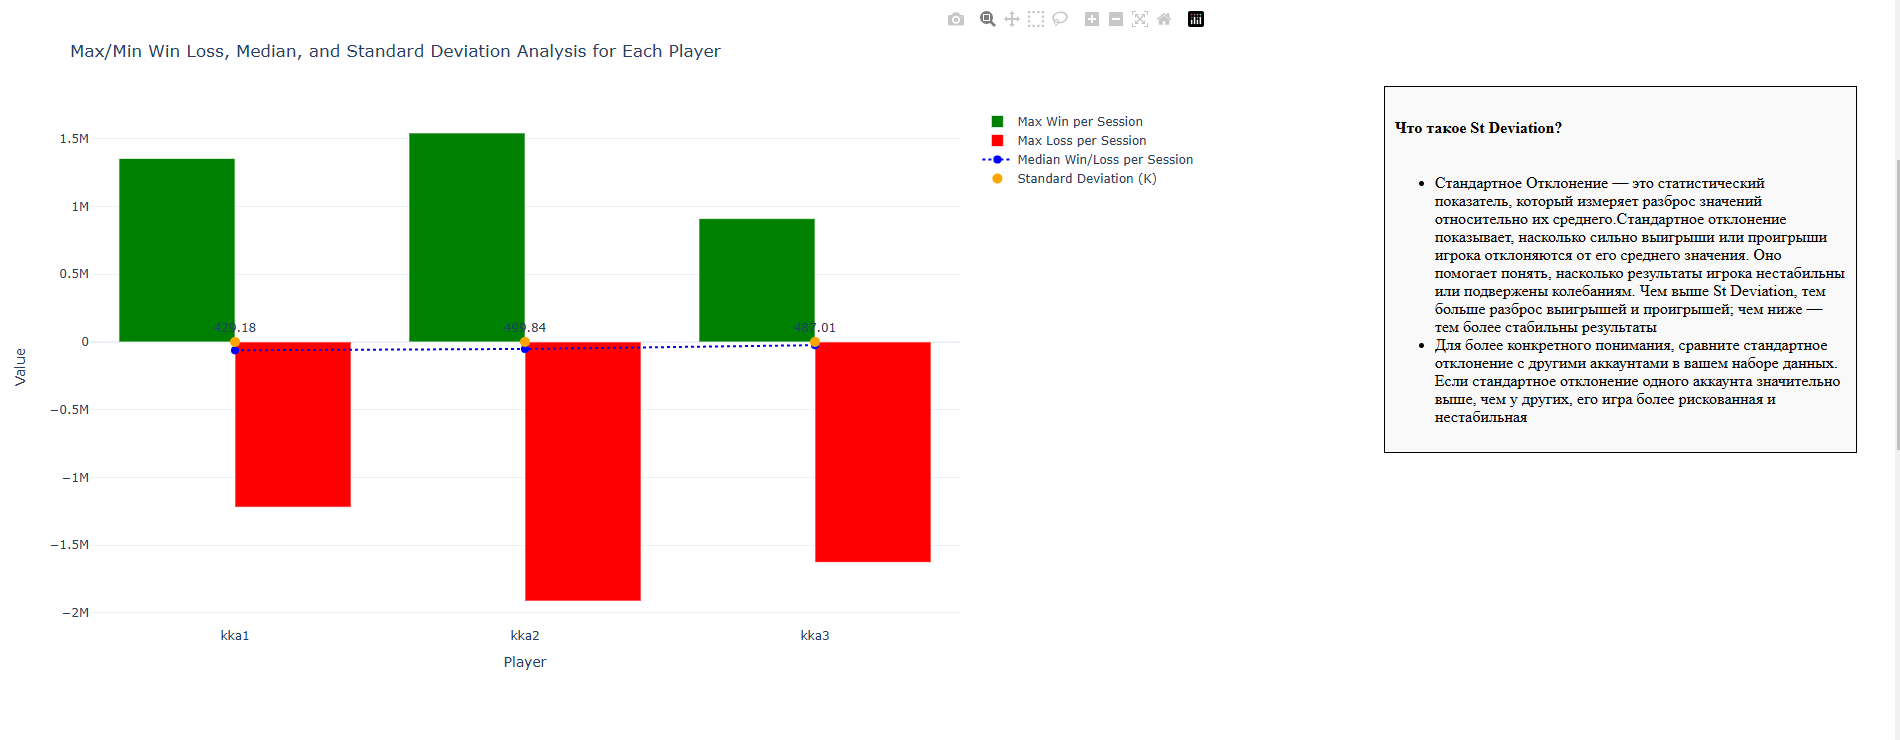 Max/Min Win Loss, Median, and Standard Deviation Analysis for Each Player
Max Win per Session
Max Loss per Session
Median Win/Loss per Session
Standard Deviation (K)
1.5M
1M
0.5M
0
−0.5M
−1M
−1.5M
−2M
Value
429.18
499.84
487.01
kka1
kka2
kka3
Player
Что такое St Deviation?
Стандартное Отклонение — это статистический
показатель, который измеряет разброс значений
относительно их среднего.Стандартное отклонение
показывает, насколько сильно выигрыши или проигрыши
игрока отклоняются от его среднего значения. Оно
помогает понять, насколько результаты игрока нестабильны
или подвержены колебаниям. Чем выше St Deviation, тем
больше разброс выигрышей и проигрышей; чем ниже —
тем более стабильны результаты
Для более конкретного понимания, сравните стандартное
отклонение с другими аккаунтами в вашем наборе данных.
Если стандартное отклонение одного аккаунта значительно
выше, чем у других, его игра более рискованная и
нестабильная